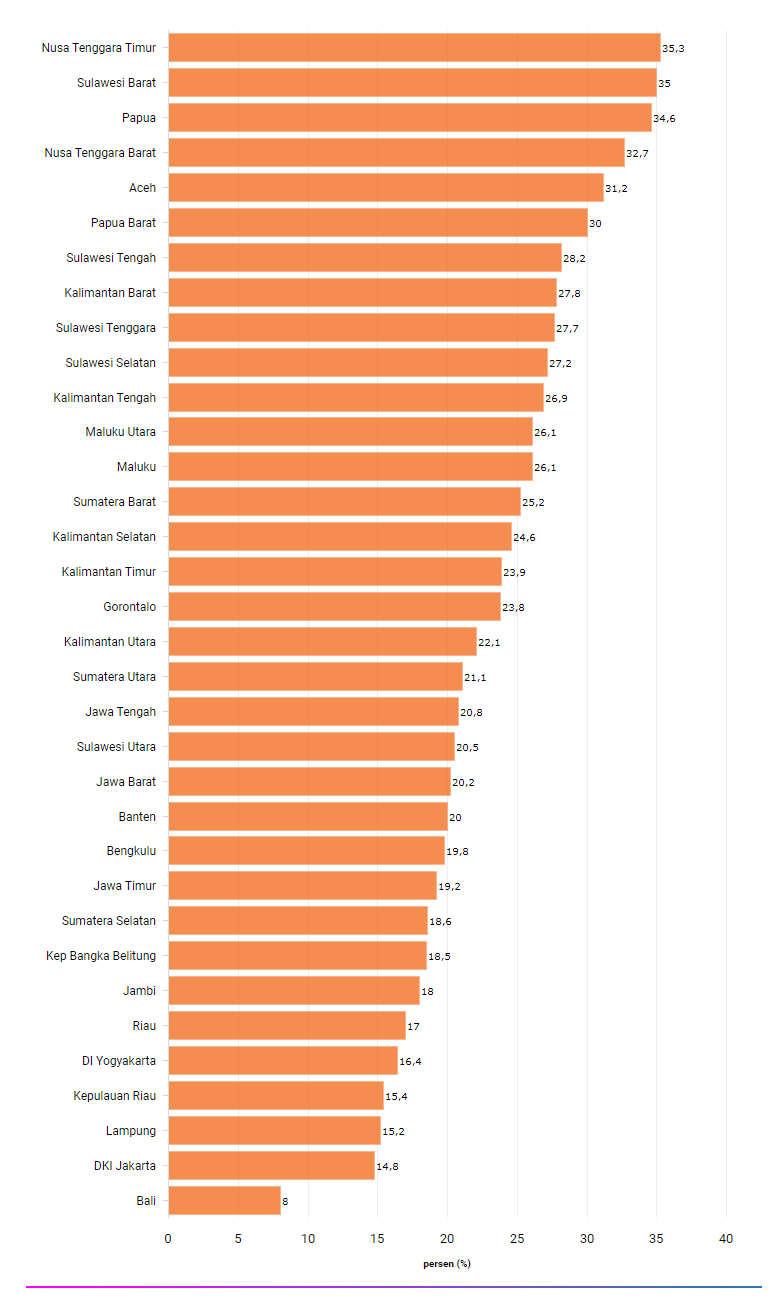 Nusa Tenggara Timur 35,3
Sulawesi Barat 35
Papua 34,6
Nusa Tenggara Barat 32,7
Aceh 31,2
Papua Barat 30
Sulawesi Tengah 28,2
Kalimantan Barat 27,8
Sulawesi Tenggara 27,7
Sulawesi Selatan 27,2
Kalimantan Tengah 26,9
Maluku Utara 26,1
Maluku 26,1
Sumatera Barat 25,2
Kalimantan Selatan 24,6
Kalimantan Timur 23,9
Gorontalo 23,8
Kalimantan Utara 22,1
Sumatera Utara 21,1
Jawa Tengah 20,8
Sulawesi Utara 20,5
Jawa Barat 20,2
Banten 20
Bengkulu 19,8
Jawa Timur 19,2
Sumatera Selatan 18,6
Kep Bangka Belitung 18,5
Jambi 18
Riau 17
DI Yogyakarta 16,4
Kepulauan Riau 15,4
Lampung 15,2
DKI Jakarta 14,8
Bali 8
0 5 10 15 20 25 30 35 40
persen (%)